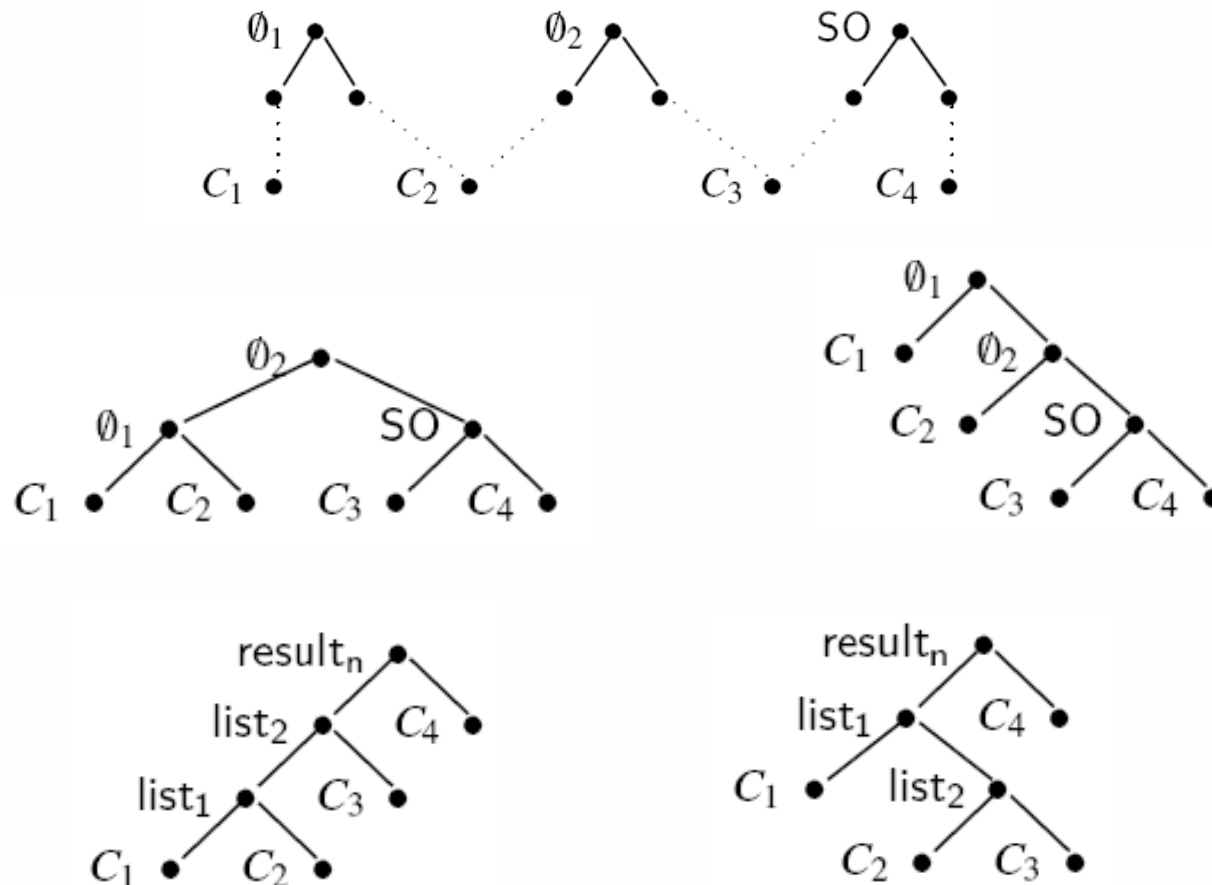 ∅₁ ∅₂ SO
C₁ C₂ C₃ C₄
∅₂
∅₁ SO
C₁ C₂ C₃ C₄
∅₁
C₁ ∅₂
C₂ SO
C₃ C₄
resultₙ
list₂ C₄
list₁ C₃
C₁ C₂
resultₙ
list₁ C₄
C₁ list₂
C₂ C₃